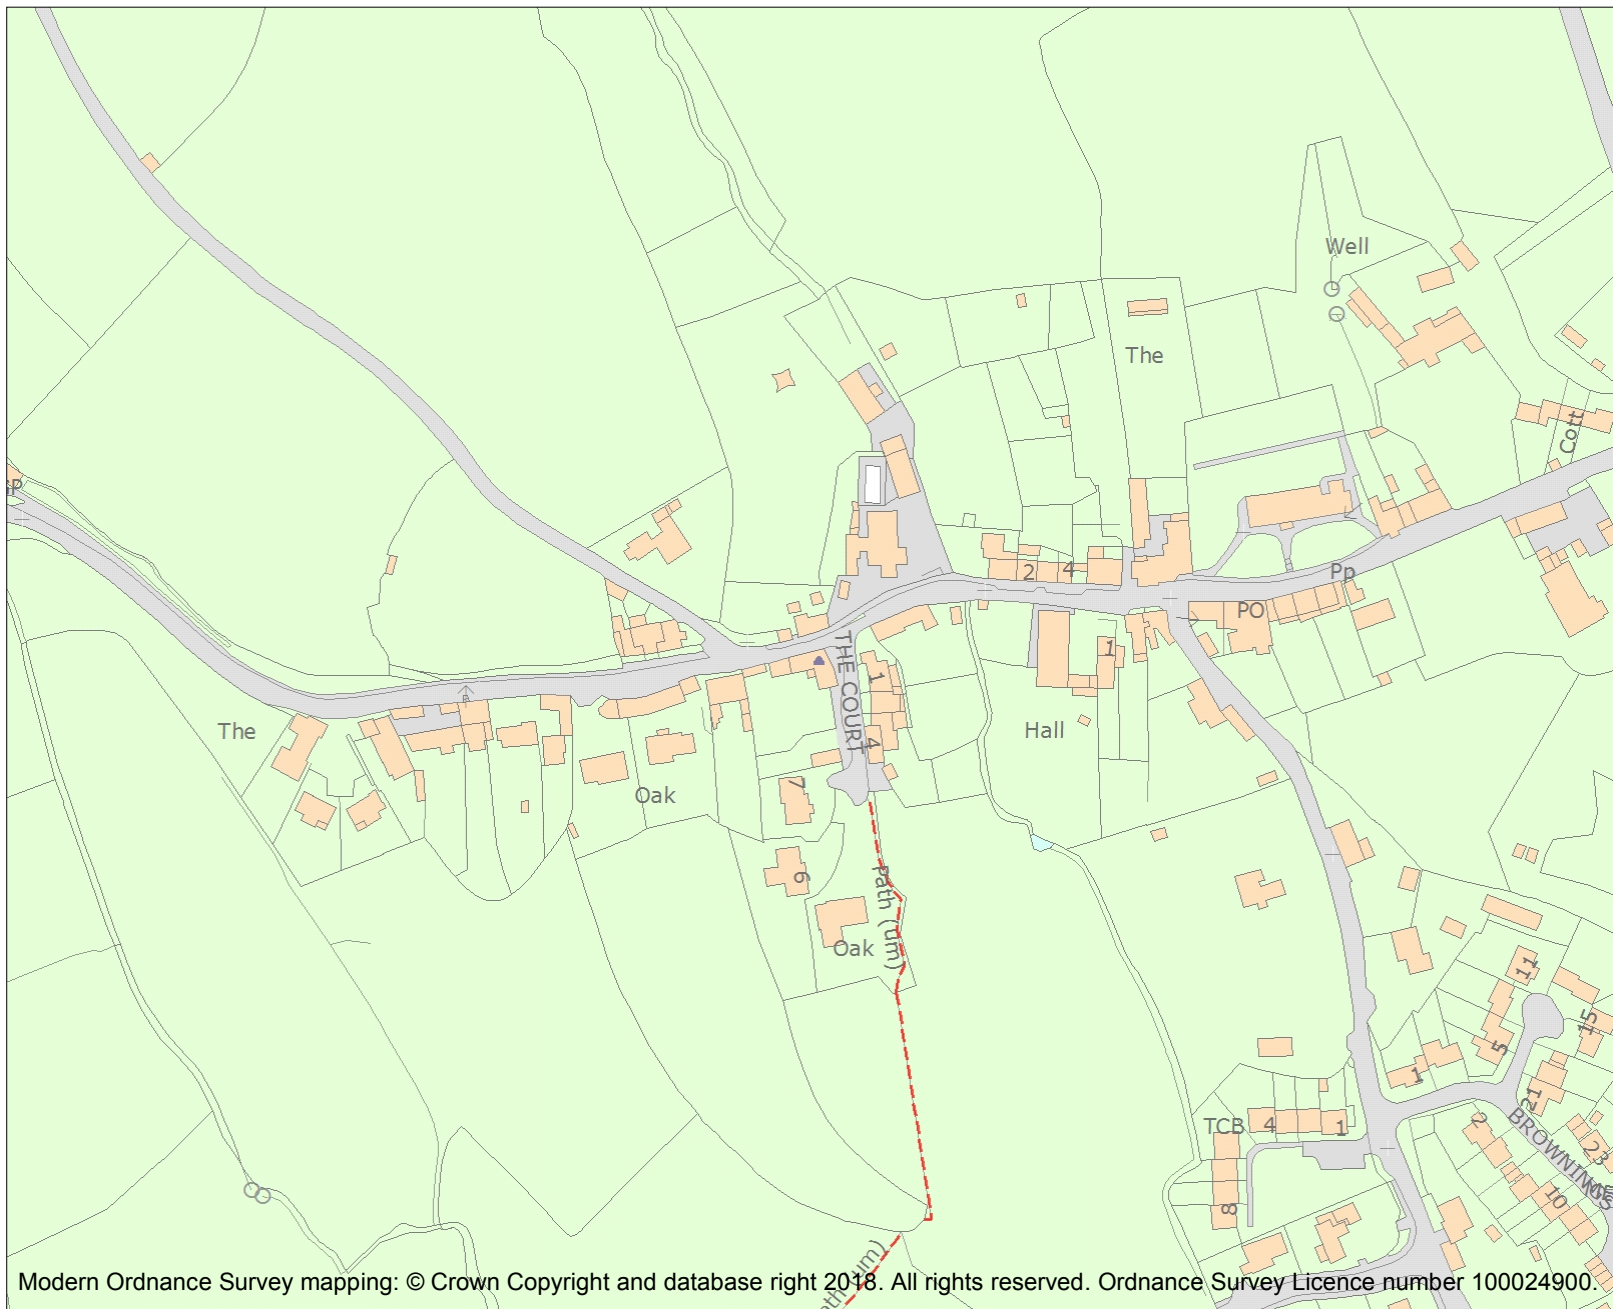 Well
The
Cott
2
4
Pp
PO
THE COURT
1
1
The
Hall
4
Oak
7
6
Path (um)
Oak
11
15
5
1
21
TCB
4
1
2
BROWNINGS
23
10
8
Modern Ordnance Survey mapping: © Crown Copyright and database right 2018. All rights reserved. Ordnance Survey Licence number 100024900.